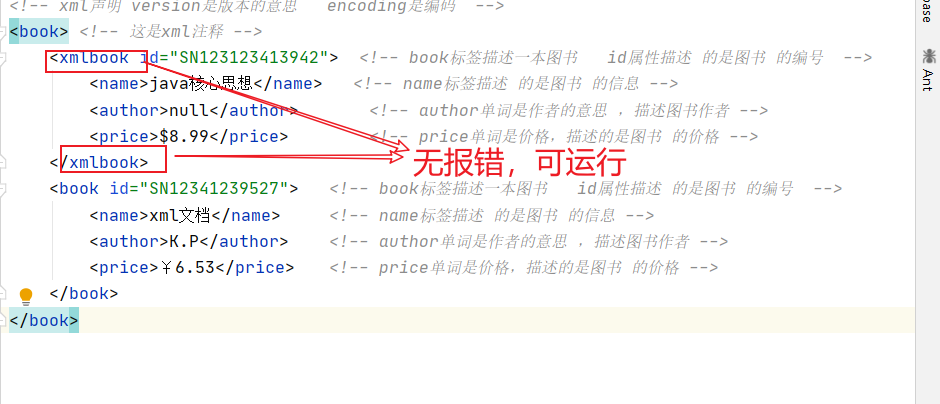 <!-- xml声明 version是版本的意思   encoding是编码  -->
<book> <!-- 这是xml注释 -->
<xmlbook id="SN123123413942">  <!-- book标签描述一本图书   id属性描述 的是图书 的编号  -->
<name>java核心思想</name>   <!-- name标签描述 的是图书 的信息 -->
<author>null</author>       <!-- author单词是作者的意思 ，描述图书作者 -->
<price>$8.99</price>        <!-- price单词是价格，描述的是图书 的价格 -->
</xmlbook>
无报错，可运行
<book id="SN12341239527">   <!-- book标签描述一本图书   id属性描述 的是图书 的编号  -->
<name>xml文档</name>     <!-- name标签描述 的是图书 的信息 -->
<author>K.P</author>    <!-- author单词是作者的意思 ，描述图书作者 -->
<price>￥6.53</price>    <!-- price单词是价格，描述的是图书 的价格 -->
</book>
</book>
Ant